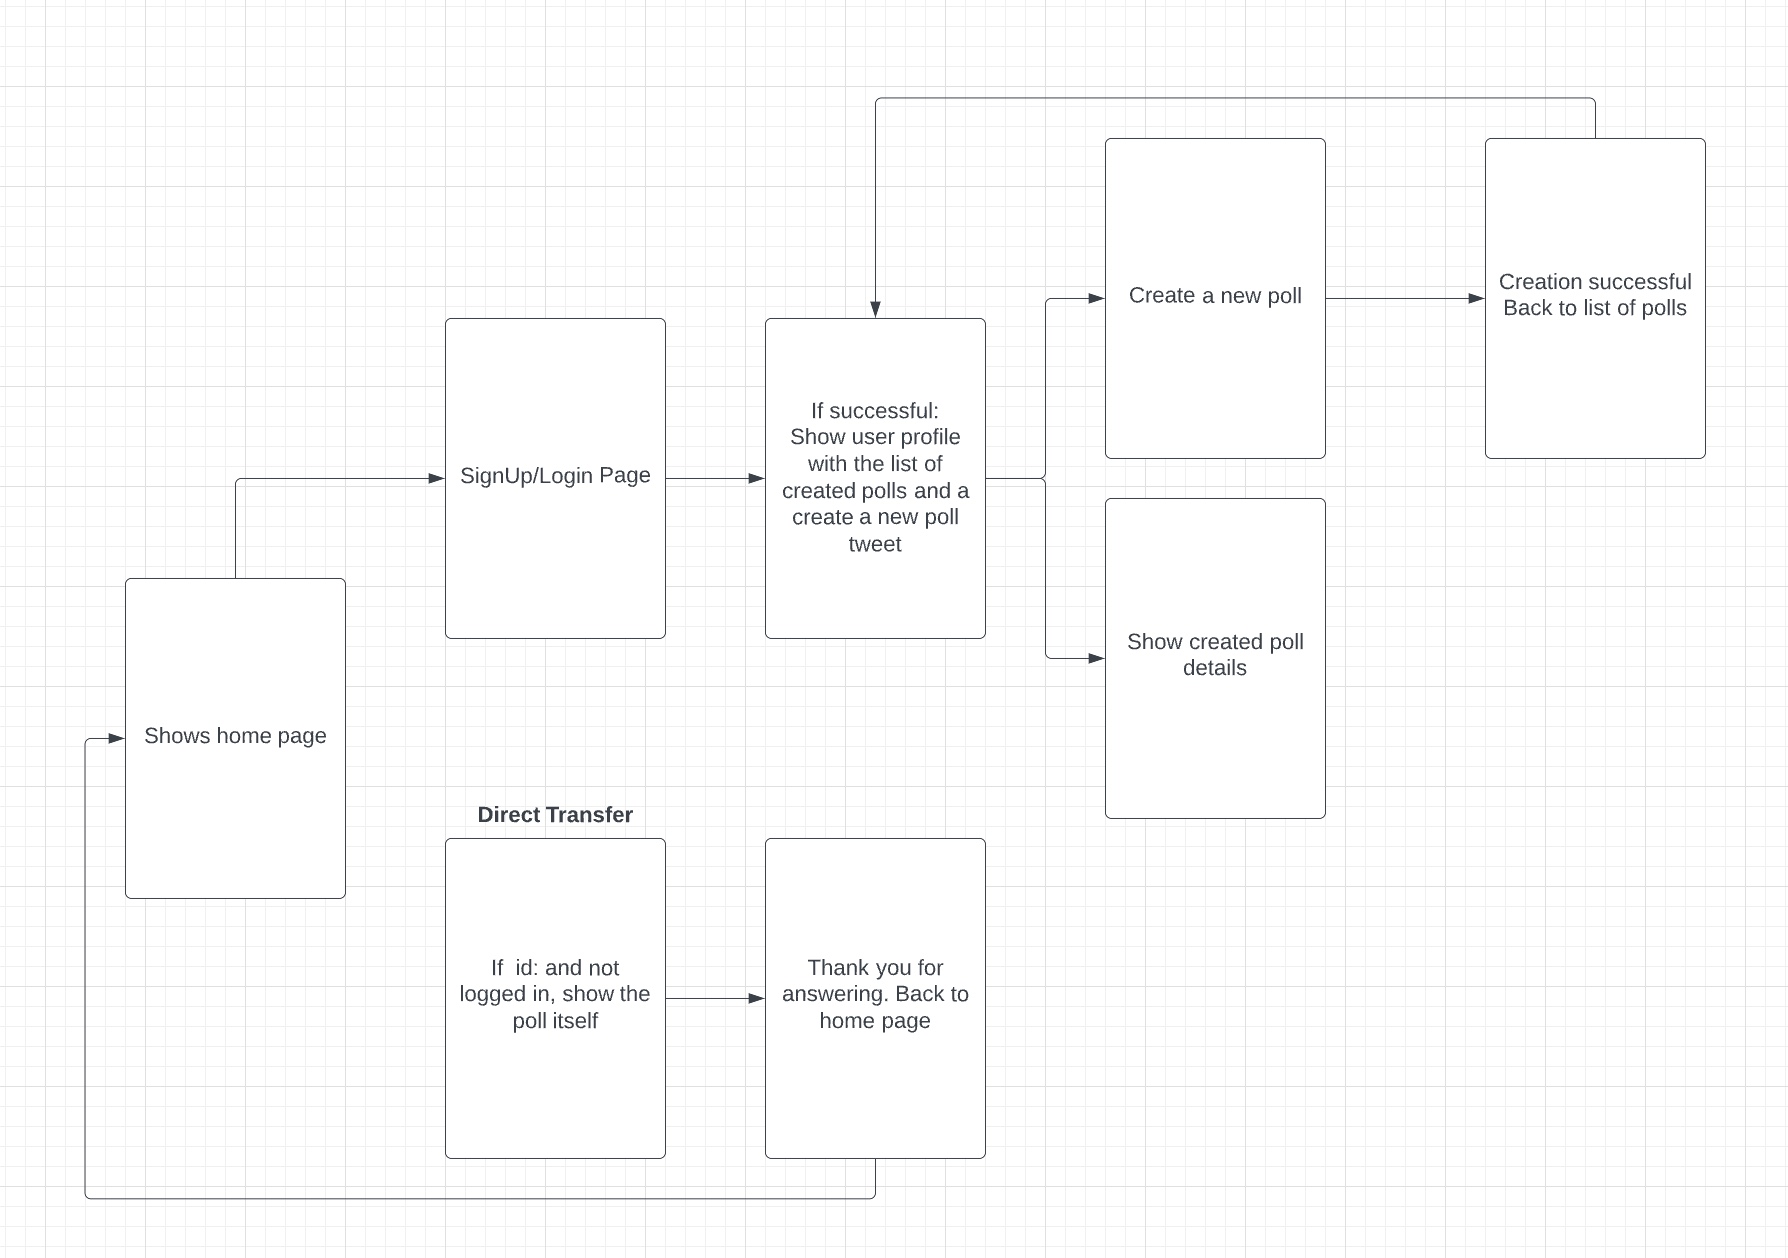 Create a new poll
Creation successful
Back to list of polls
SignUp/Login Page
If successful:
Show user profile
with the list of
created polls and a
create a new poll
tweet
Show created poll
details
Shows home page
Direct Transfer
If  id: and not
logged in, show the
poll itself
Thank you for
answering. Back to
home page